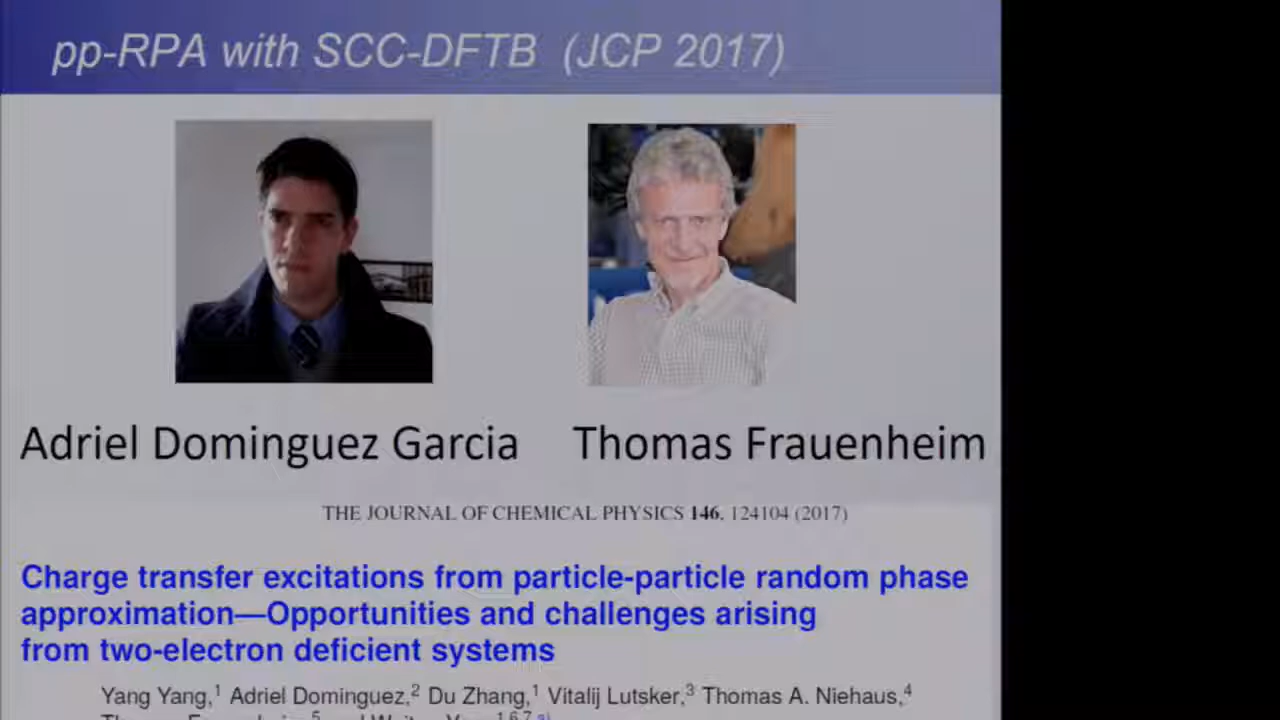 pp-RPA with SCC-DFTB (JCP 2017)
Adriel Dominguez Garcia Thomas Frauenheim
THE JOURNAL OF CHEMICAL PHYSICS 146, 124104 (2017)
Charge transfer excitations from particle-particle random phase
approximation—Opportunities and challenges arising
from two-electron deficient systems
Yang Yang,1 Adriel Dominguez,2 Du Zhang,1 Vitalij Lutsker,3 Thomas A. Niehaus,4